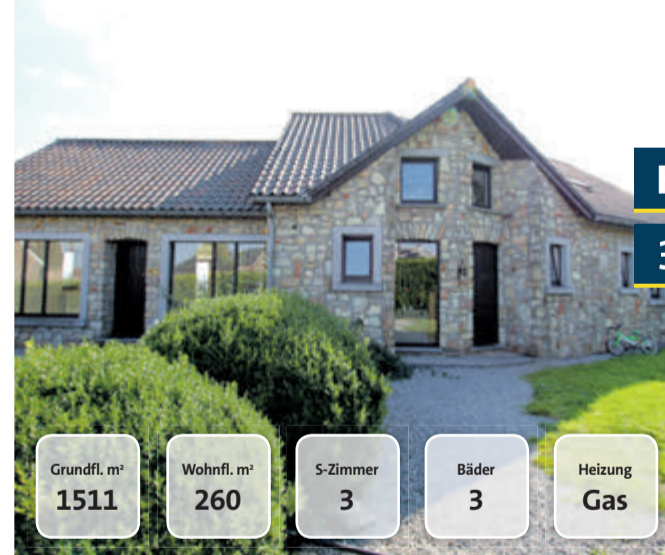 Grundfl. m²
1511
Wohnfl. m²
260
S-Zimmer
3
Bäder
3
Heizung
Gas